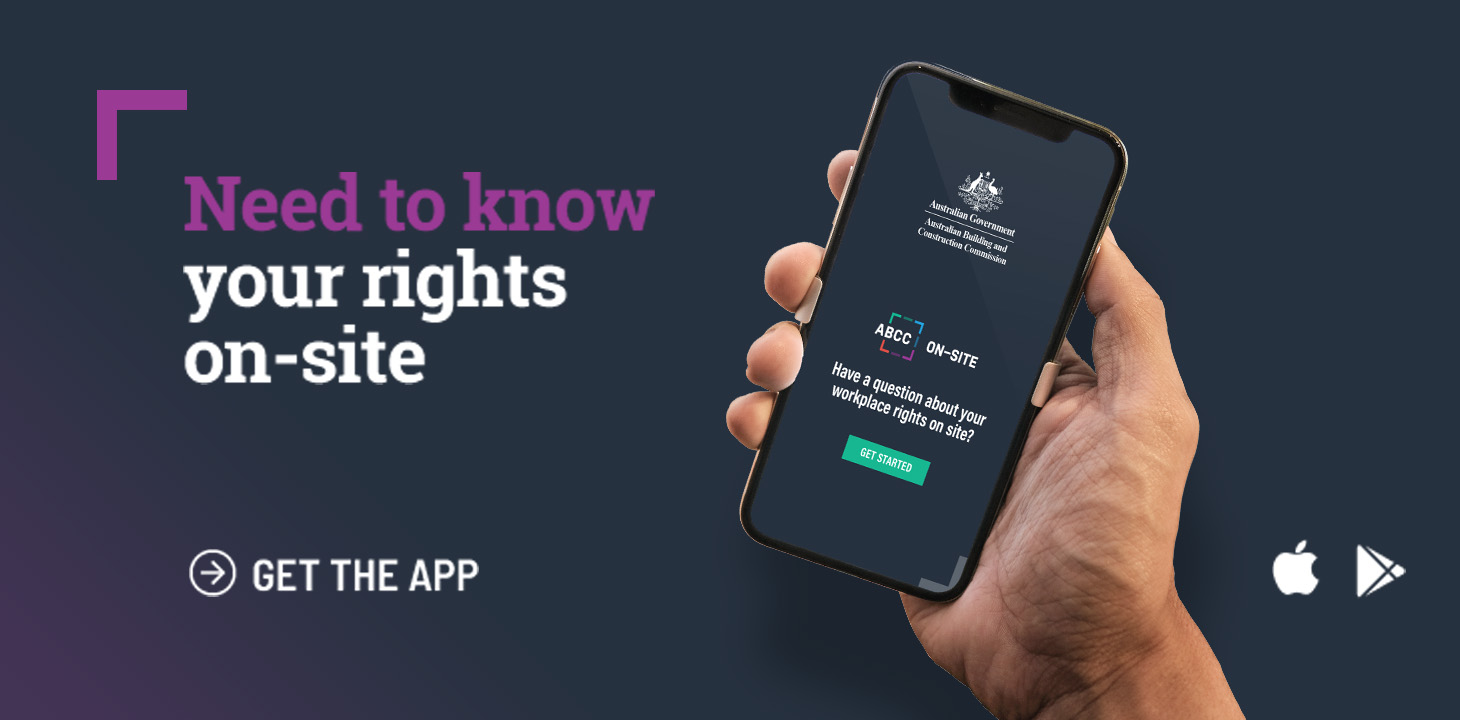 Need to know
your rights
on-site
GET THE APP
Australian Government
Australian Building and
Construction Commission
ABCC ON-SITE
Have a question about your
workplace rights on site?
GET STARTED